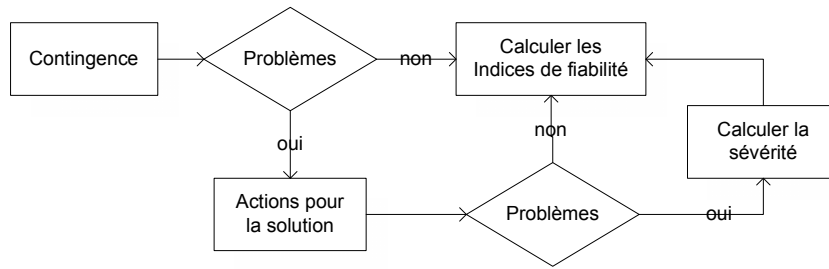 Contingence
Problèmes
non
Calculer les
Indices de fiabilité
oui
non
Calculer la
sévérité
Actions pour
la solution
Problèmes
oui